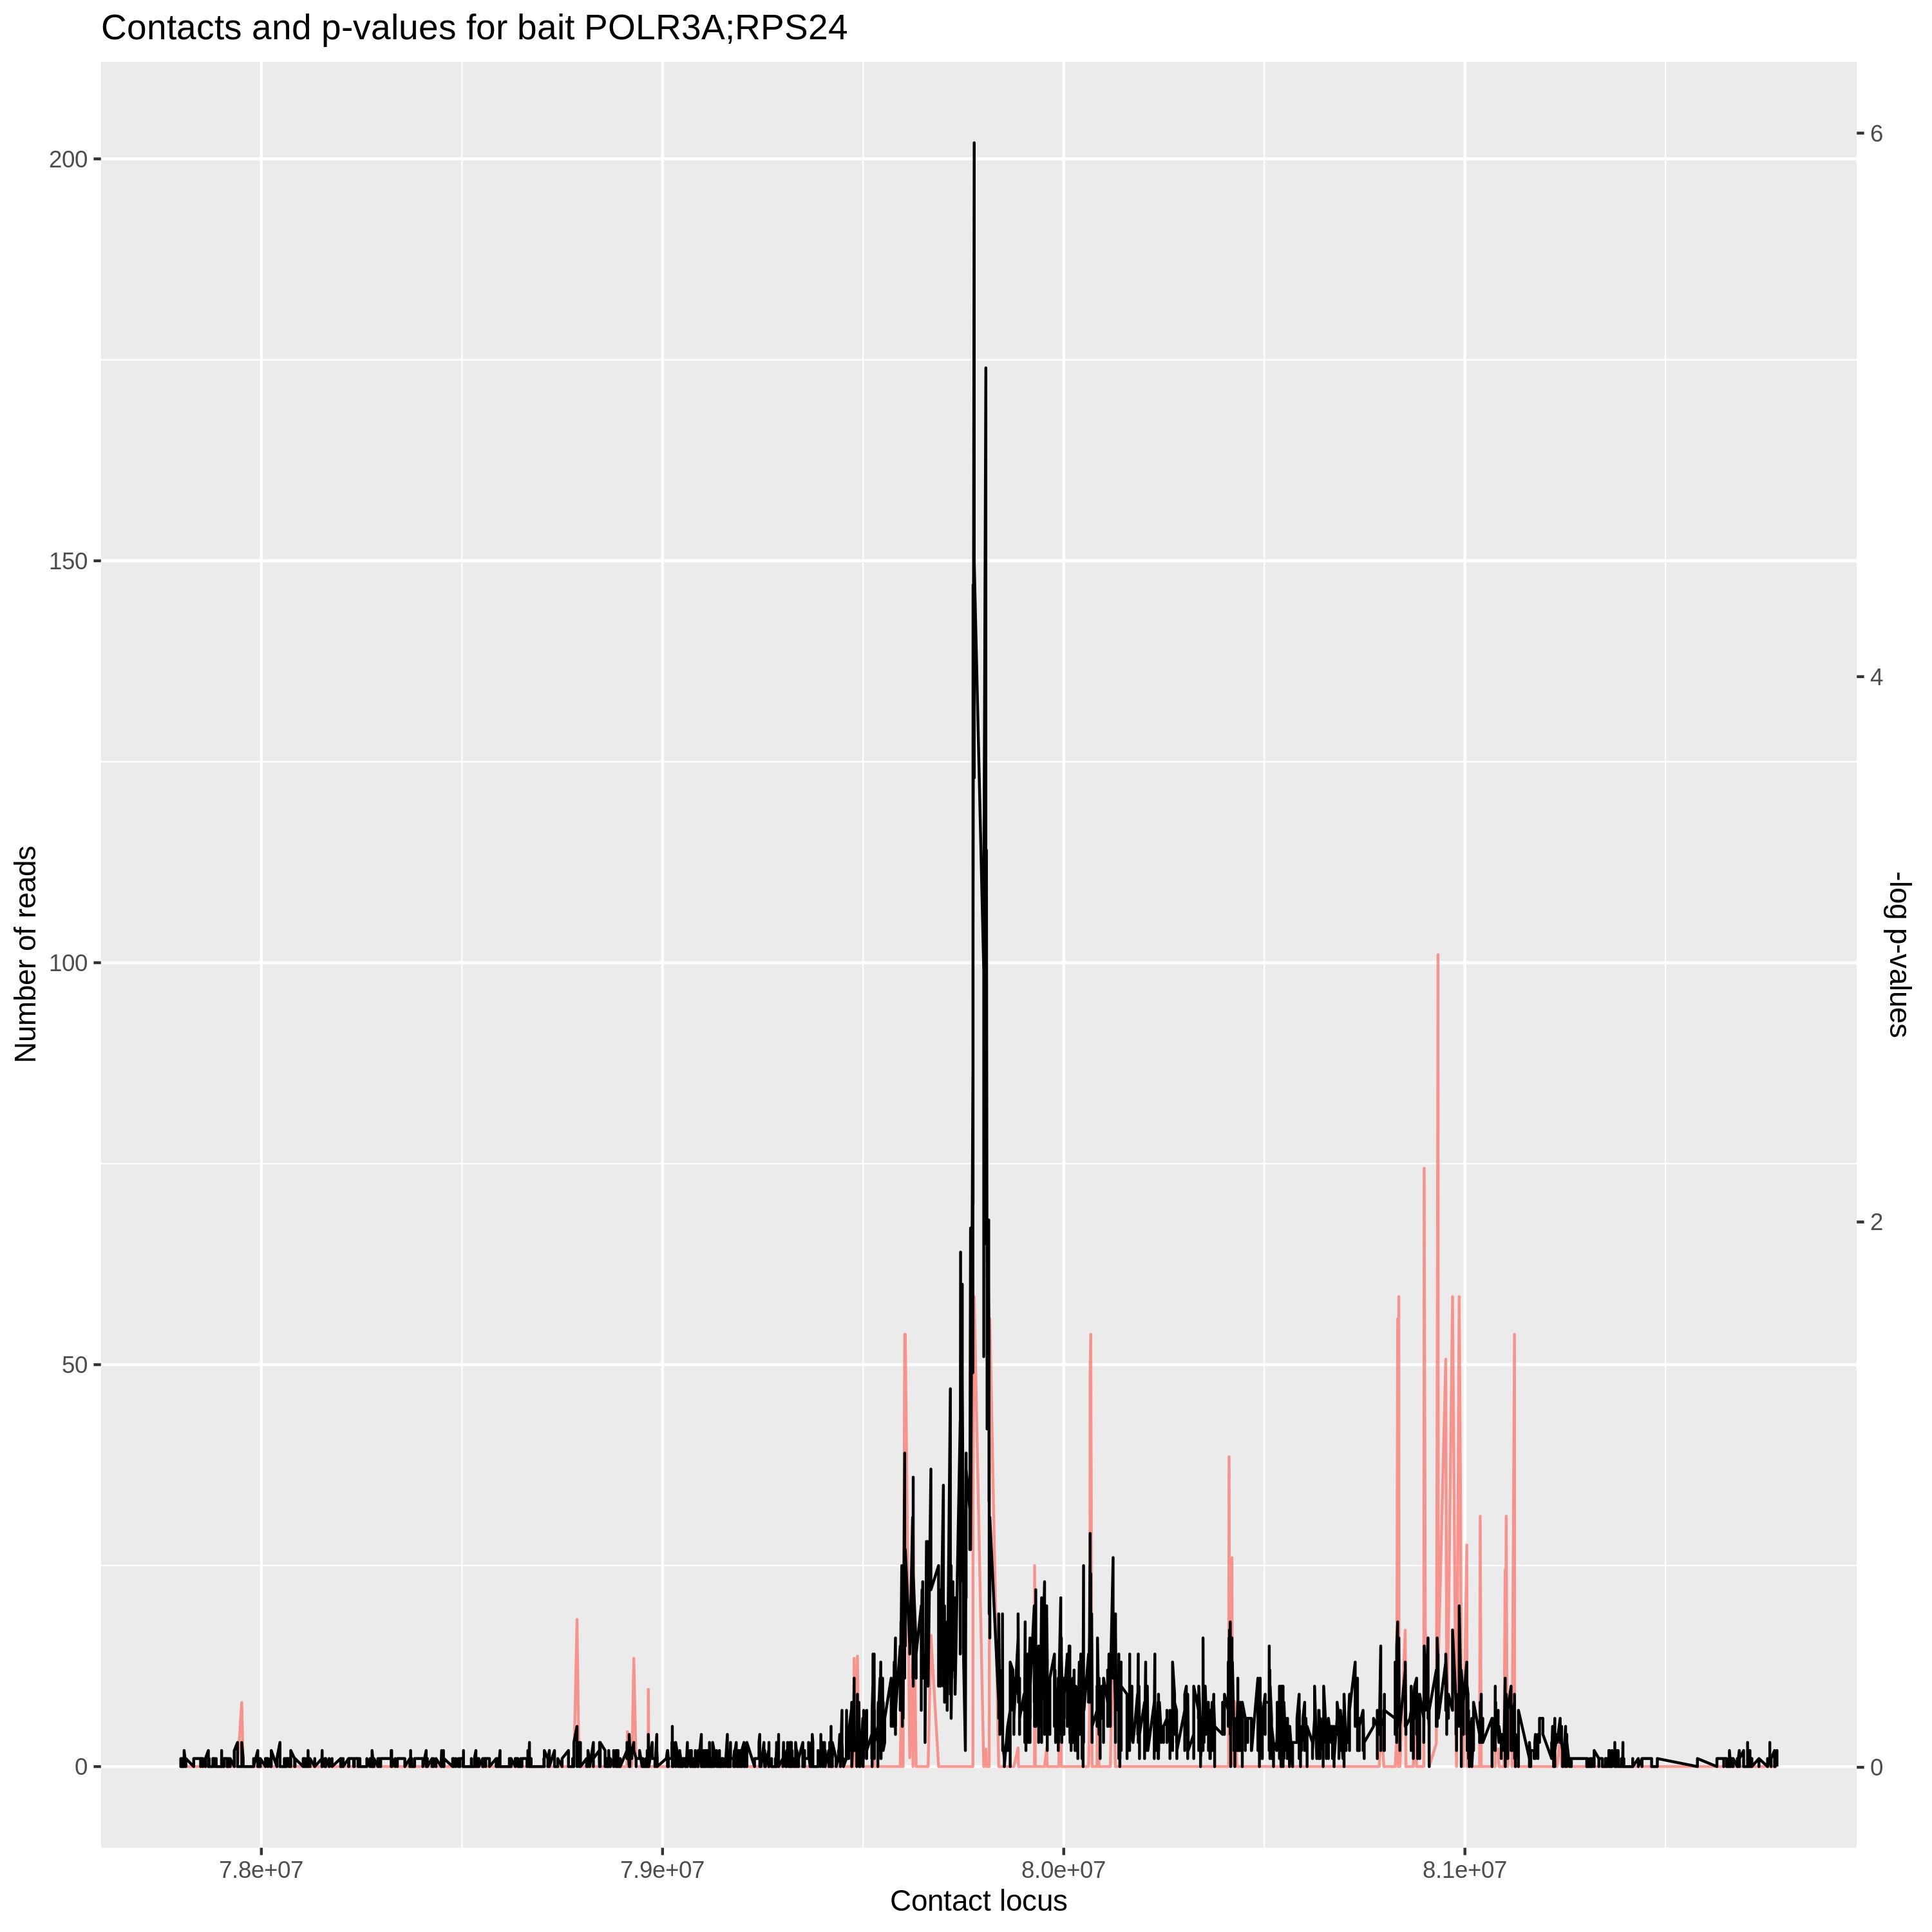 Contacts and p-values for bait POLR3A;RPS24
200
150
100
50
0
6
4
2
0
Number of reads
-log p-values
7.8e+07
7.9e+07
8.0e+07
8.1e+07
Contact locus